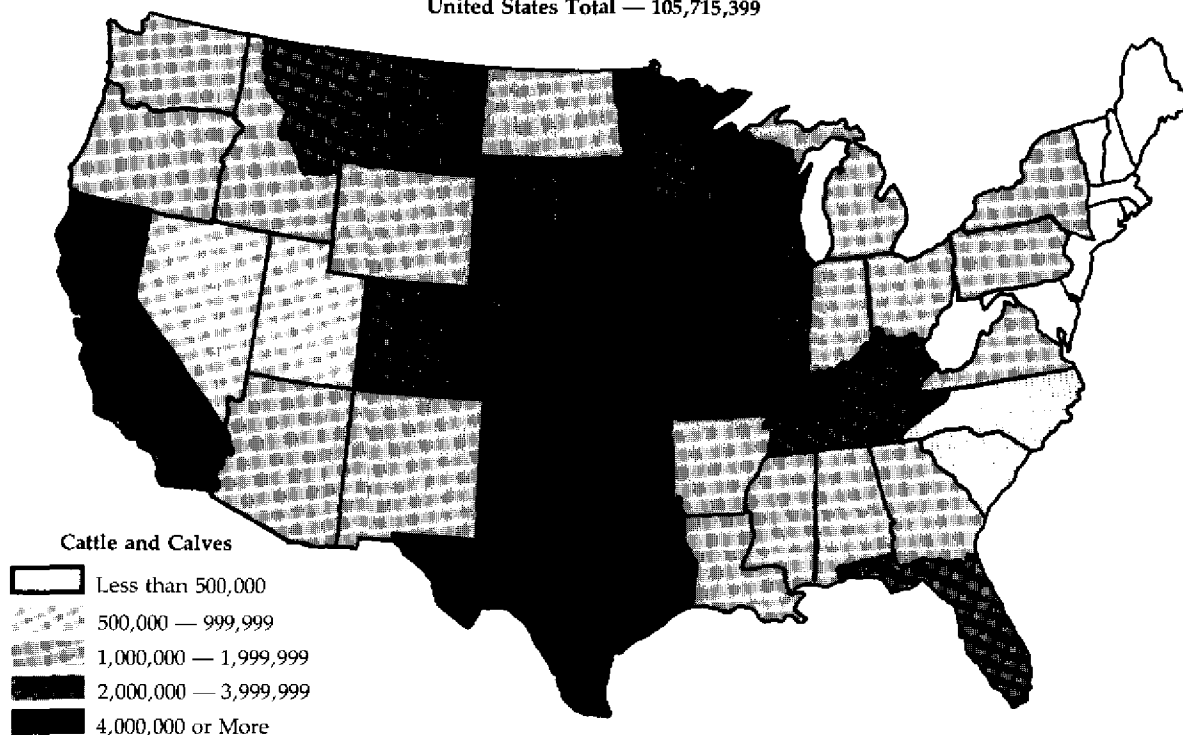 United States Total — 105,715,399
Cattle and Calves
Less than 500,000
500,000 — 999,999
1,000,000 — 1,999,999
2,000,000 — 3,999,999
4,000,000 or More